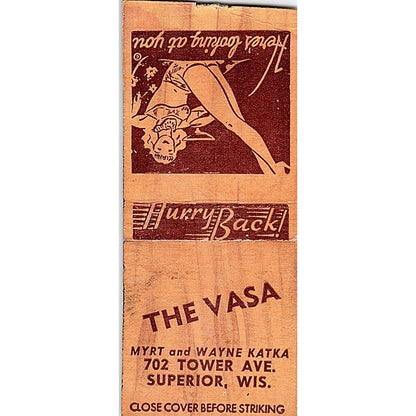 Here's looking at you
Hurry Back!
THE VASA
MYRT and WAYNE KATKA
702 TOWER AVE.
SUPERIOR, WIS.
CLOSE COVER BEFORE STRIKING